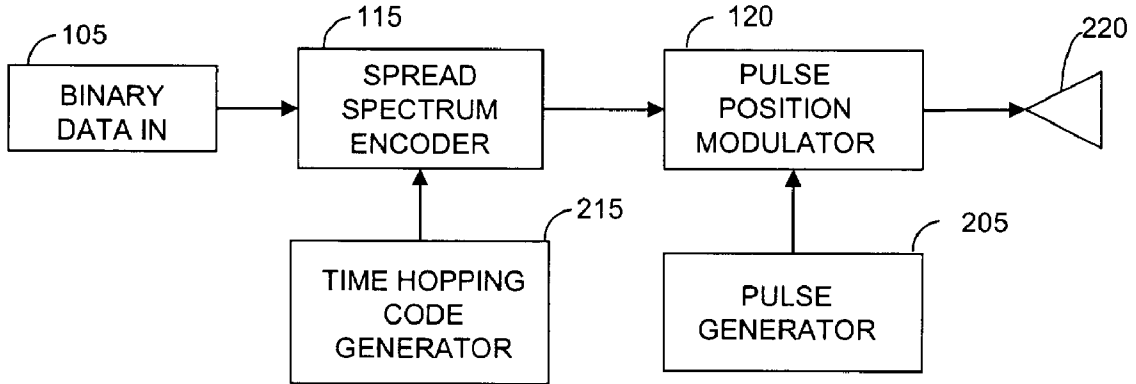 105
BINARY
DATA IN
115
SPREAD
SPECTRUM
ENCODER
120
PULSE
POSITION
MODULATOR
220
215
TIME HOPPING
CODE
GENERATOR
205
PULSE
GENERATOR